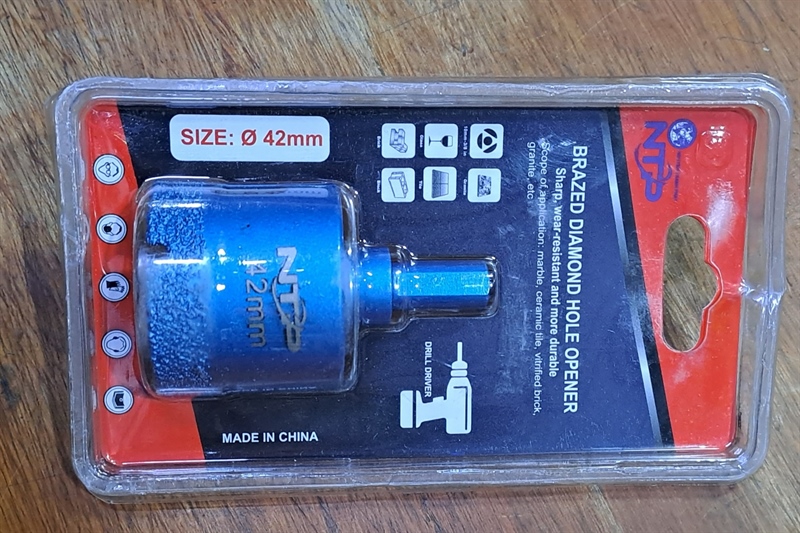 NTP
BRAZED DIAMOND HOLE OPENER
Sharp, wear-resistant and more durable
Scope of application: marble, ceramic tile, vitrified brick,
granite, etc.
SIZE: Ø 42mm
NTP
42mm
DRILL DRIVER
MADE IN CHINA